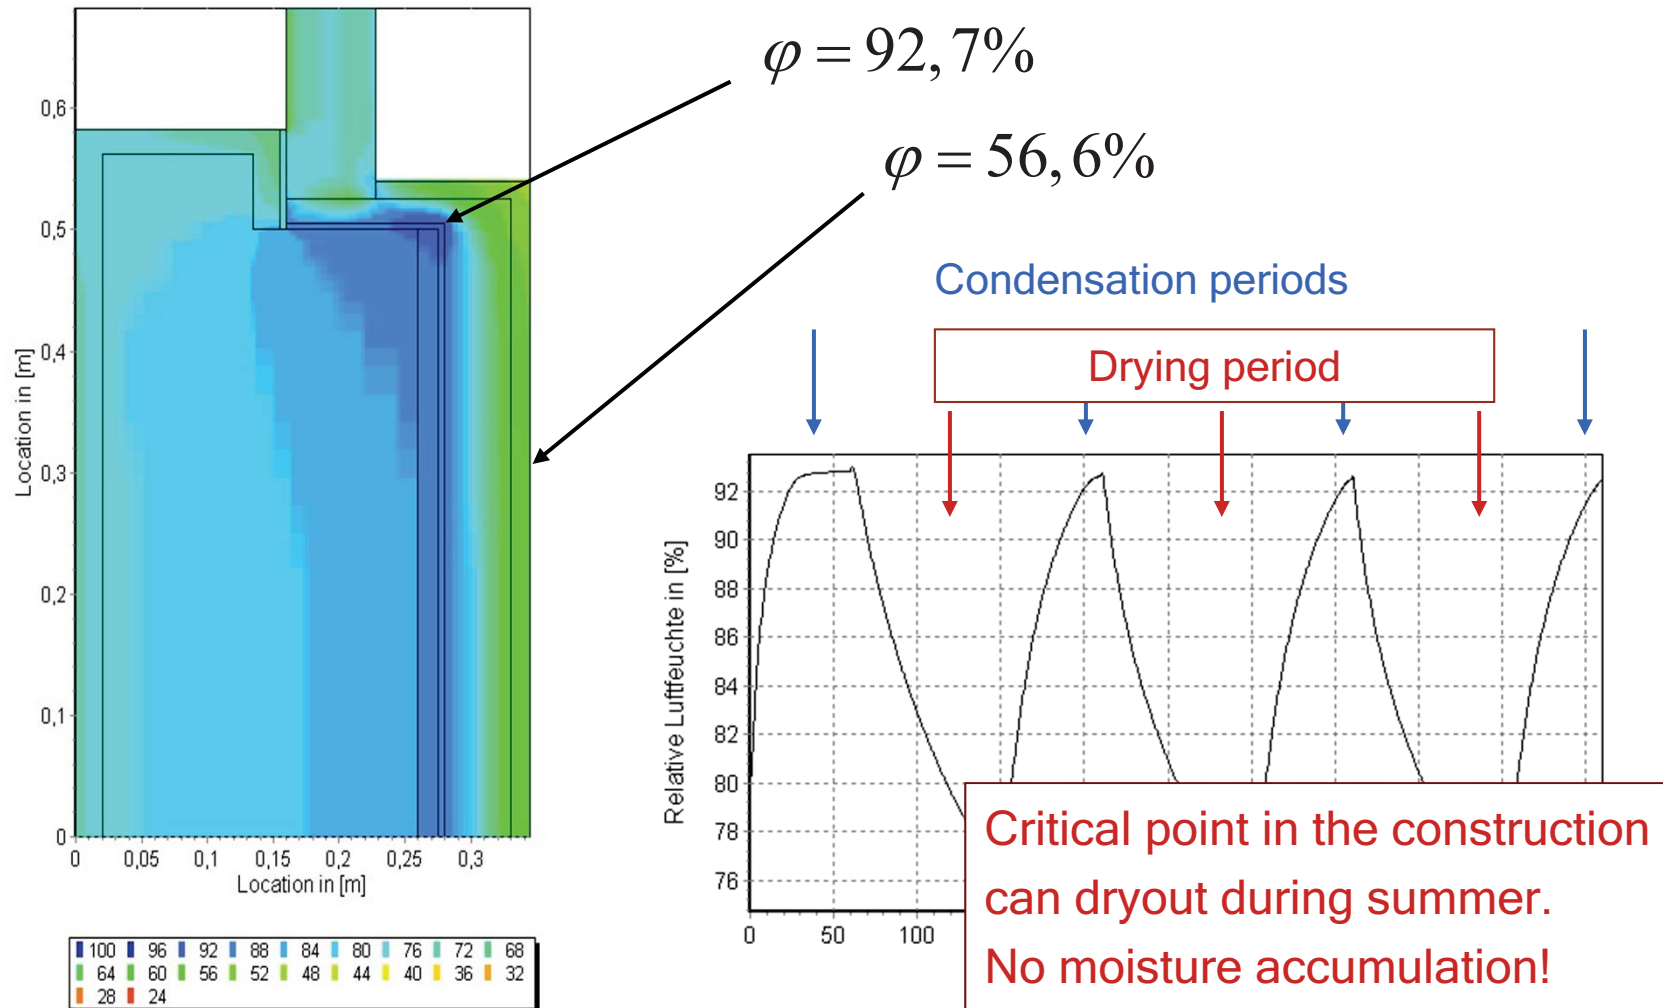 φ = 92,7%
φ = 56,6%
Condensation periods
Drying period
Location in [m]
0,6
0,5
0,4
0,3
0,2
0,1
0
0 0,05 0,1 0,15 0,2 0,25 0,3
Location in [m]
100 96 92 88 84 80 76 72 68
64 60 56 52 48 44 40 36 32
28 24
Relative Luftfeuchte in [%]
92
90
88
86
84
82
80
78
76
0 50 100
Critical point in the construction
can dryout during summer.
No moisture accumulation!